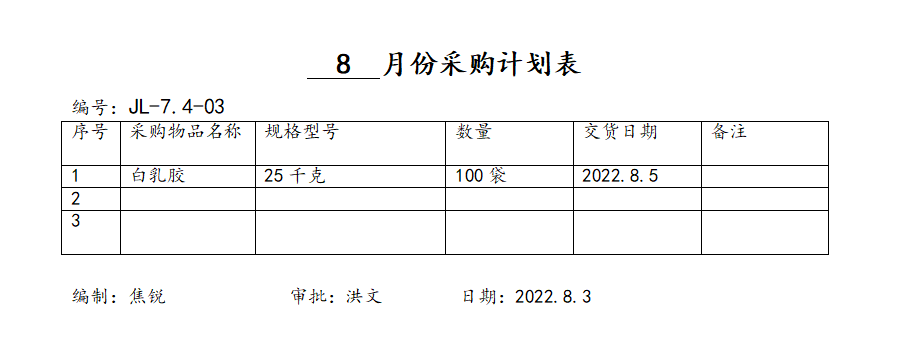 8 月份采购计划表
编号：JL-7.4-03
序号 采购物品名称 规格型号 数量 交货日期 备注
1 白乳胶 25千克 100袋 2022.8.5
2
3
编制：焦锐 审批：洪文 日期：2022.8.3